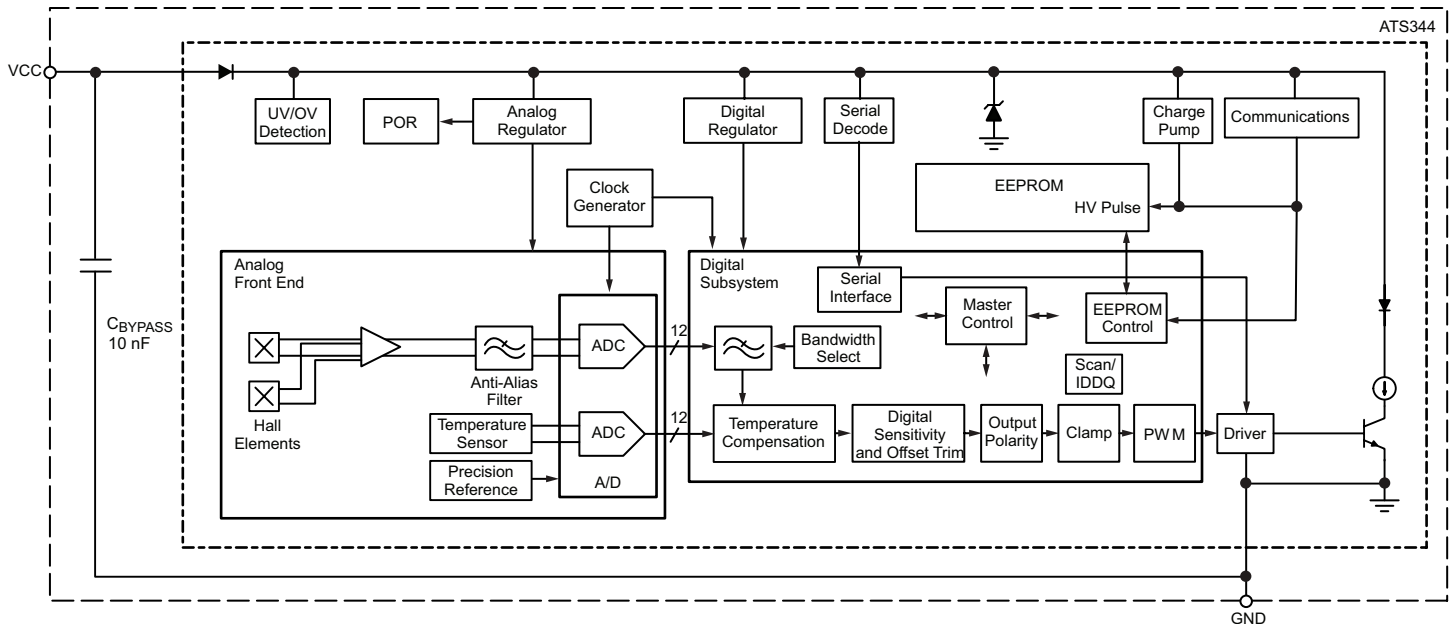 ATS344
VCC
UV/OV
Detection
POR
Analog
Regulator
Digital
Regulator
Serial
Decode
Charge
Pump
Communications
Clock
Generator
EEPROM
HV Pulse
Analog
Front End
Digital
Subsystem
Serial
Interface
Master
Control
EEPROM
Control
CBYPASS
10 nF
ADC
12
Bandwidth
Select
Scan/
IDDQ
Anti-Alias
Filter
Hall
Elements
Temperature
Sensor
ADC
12
Temperature
Compensation
Digital
Sensitivity
and Offset Trim
Output
Polarity
Clamp
PWM
Driver
Precision
Reference
A/D
GND